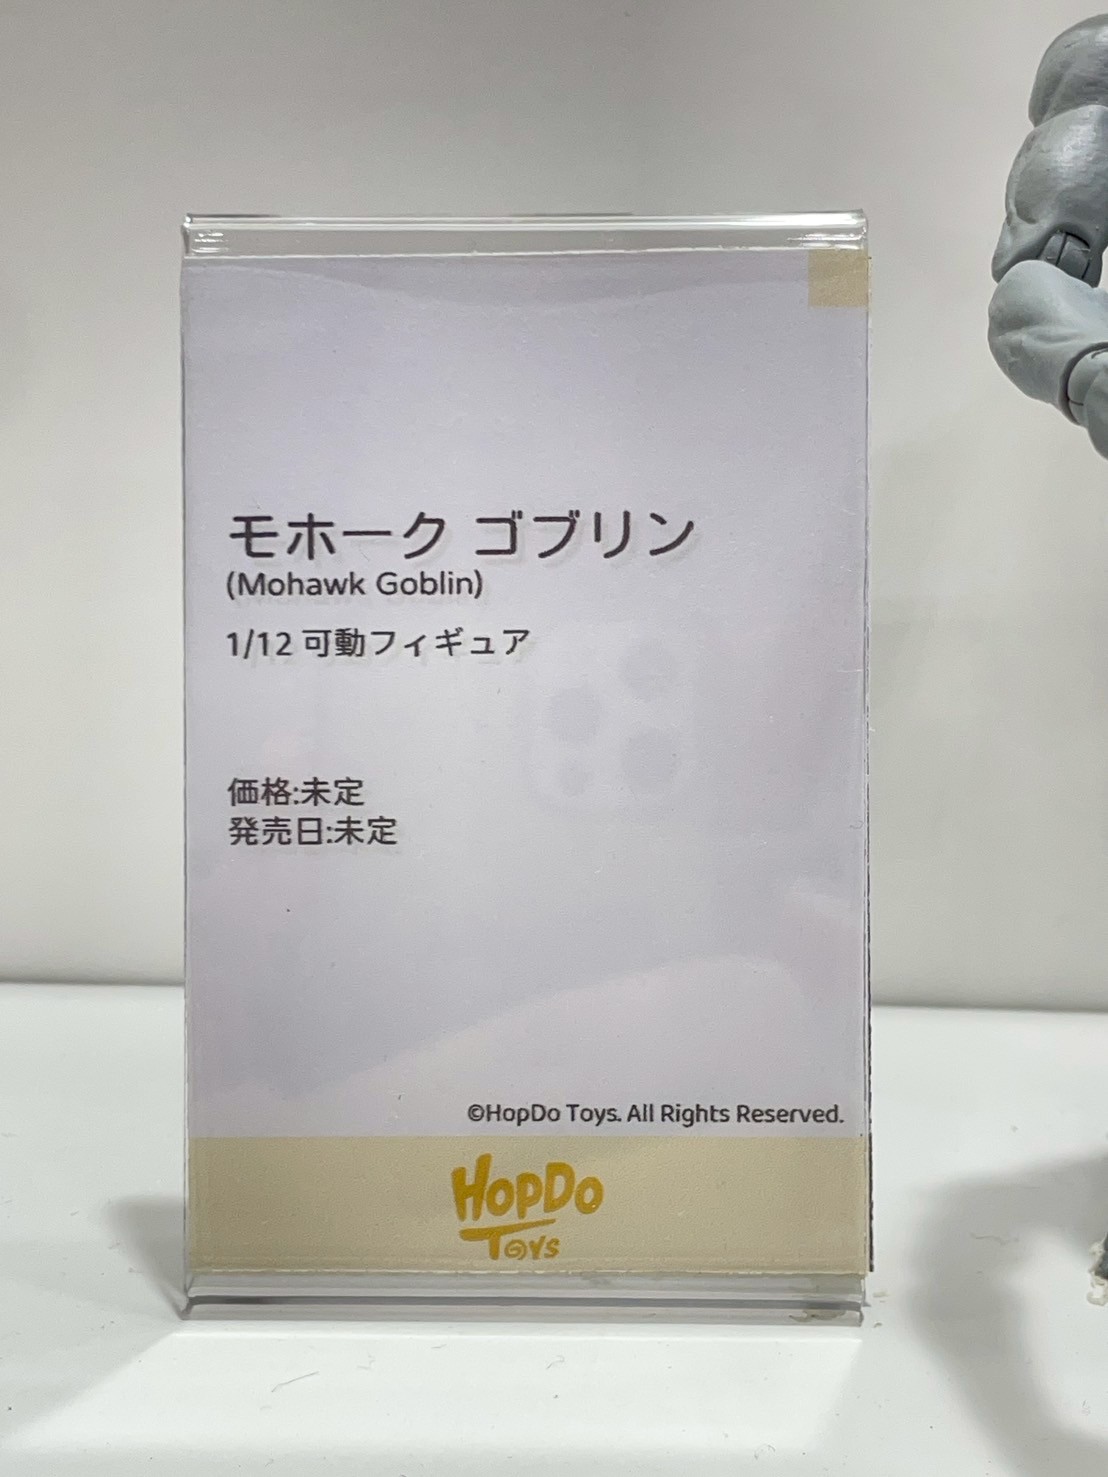 モホーク ゴブリン
(Mohawk Goblin)
1/12 可動フィギュア
価格:未定
発売日:未定
©HopDo Toys. All Rights Reserved.
HopDo
Toys